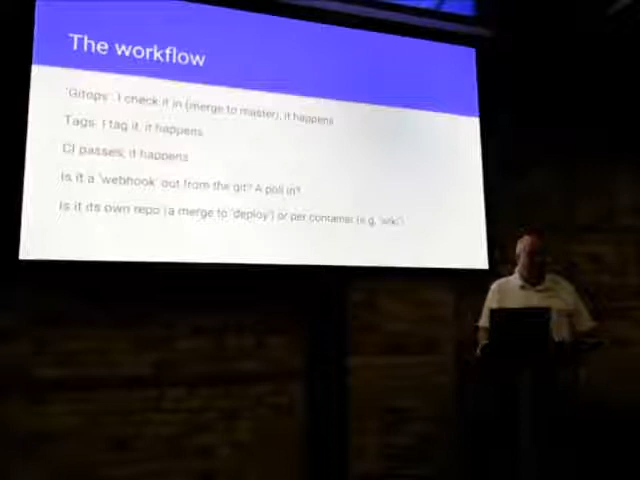 The workflow
'Gitops'. I check it in (merge to master), it happens
Tags. I tag it, it happens
CI passes, it happens
Is it a 'webhook' out from the git? A poll in?
Is it its own repo (a merge to 'deploy') or per container (e.g. 'wiki')